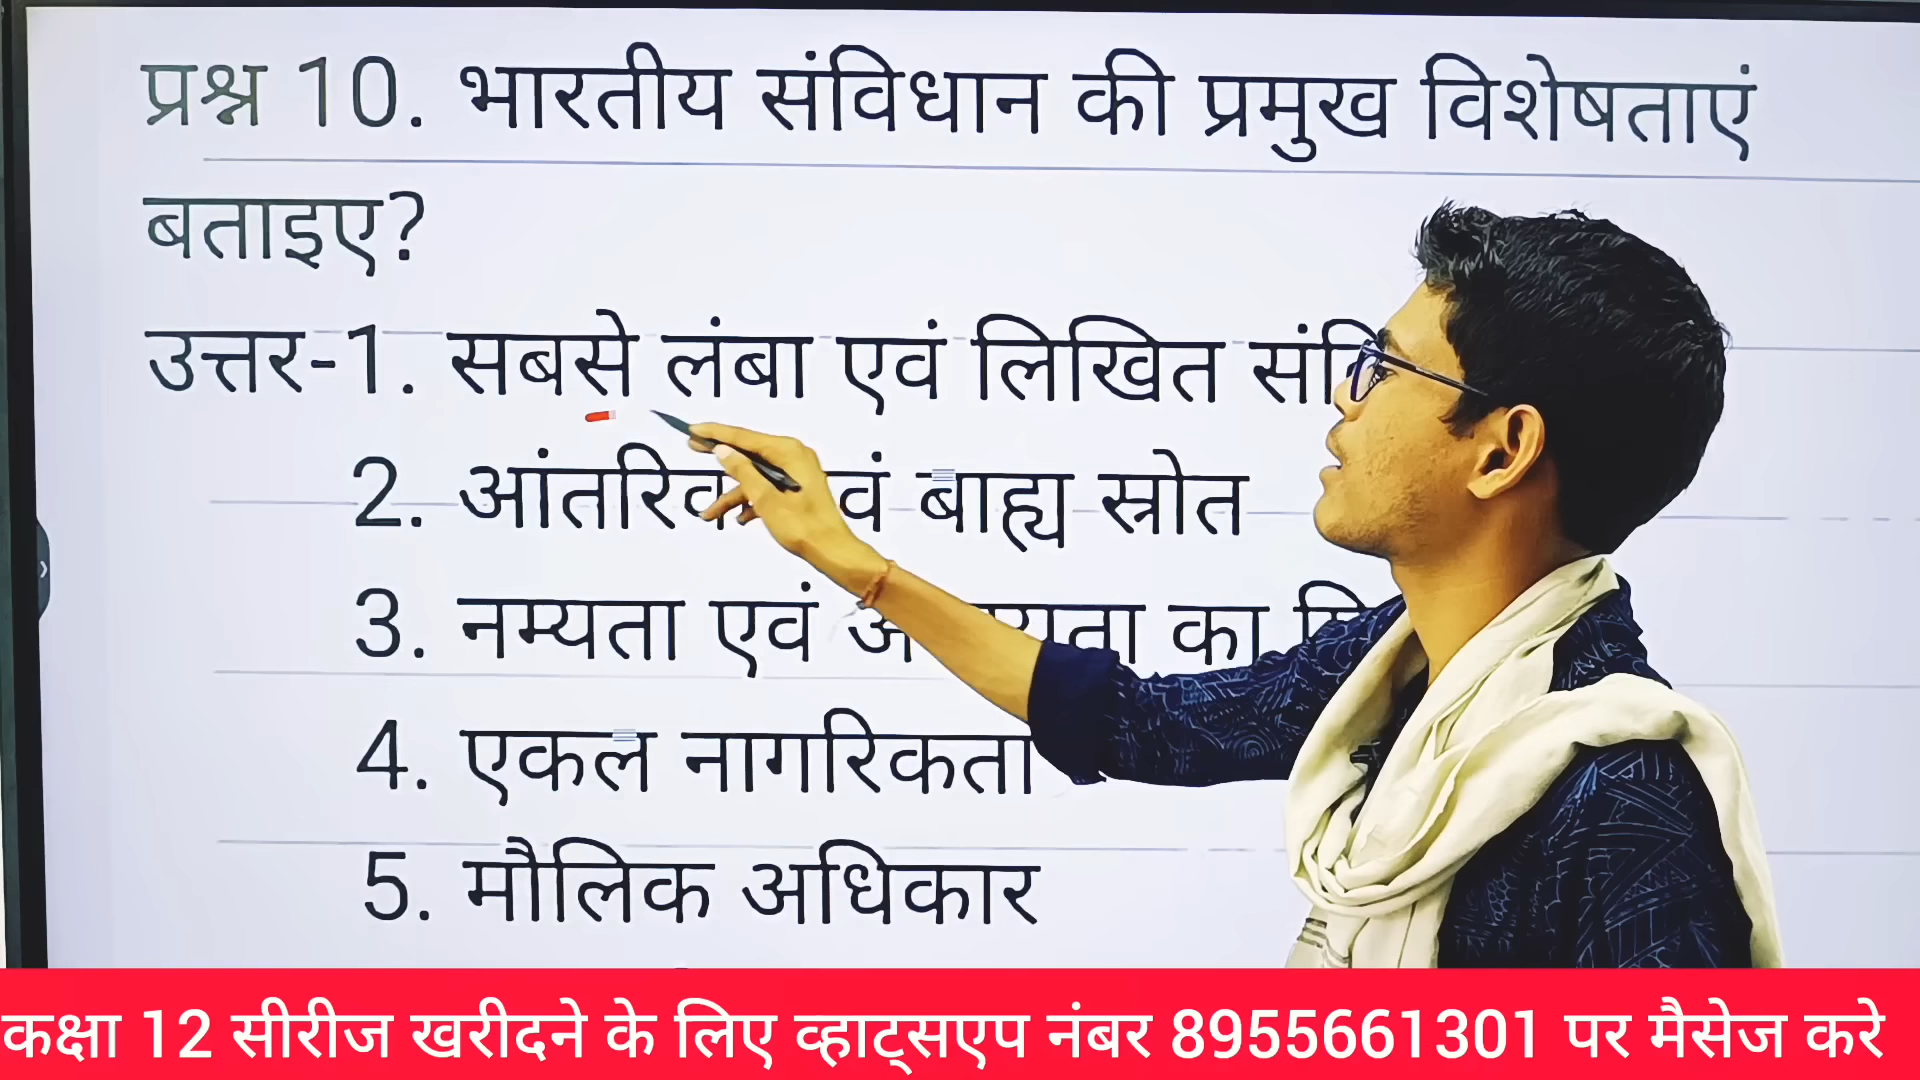 प्रश्न 10. भारतीय संविधान की प्रमुख विशेषताएं
बताइए?
उत्तर-1. सबसे लंबा एवं लिखित
2. आंतरिक बाह्य स्रोत
3. नम्यता एवं का
4. एकल नागरिकता
5. मौलिक अधिकार
कक्षा 12 सीरीज खरीदने के लिए व्हाट्सएप नंबर 8955661301 पर मैसेज करे